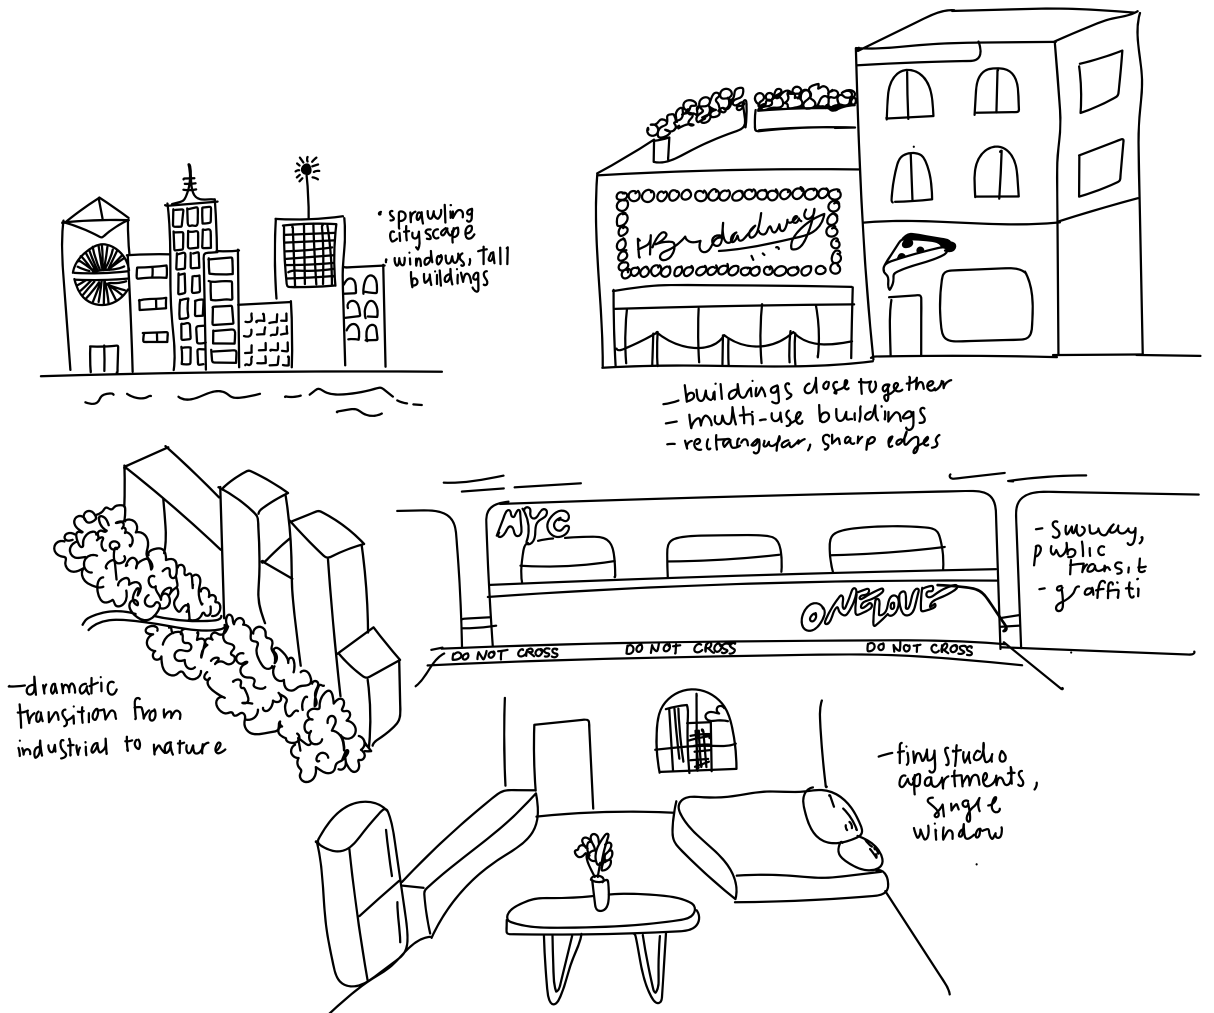 • sprawling
cityscape
• windows, tall
buildings
HBroadway
– buildings close together
– multi-use buildings
– rectangular, sharp edges
NYC
ONE LOVE
DO NOT CROSS DO NOT CROSS DO NOT CROSS
– subway,
public
transit
– graffiti
– dramatic
transition from
industrial to nature
– tiny studio
apartments,
single
window